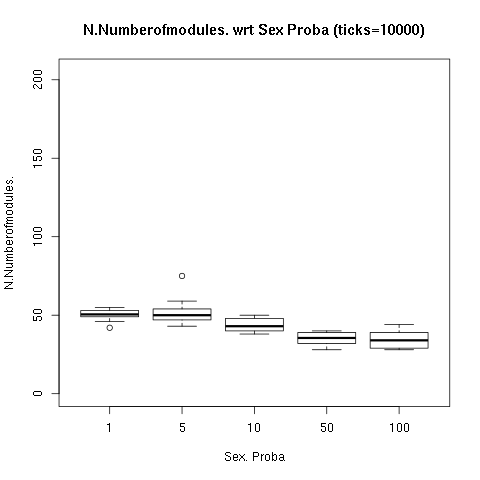 N.Numberofmodules. wrt Sex Proba (ticks=10000)
N.Numberofmodules.
200
150
100
50
0
1 5 10 50 100
Sex. Proba